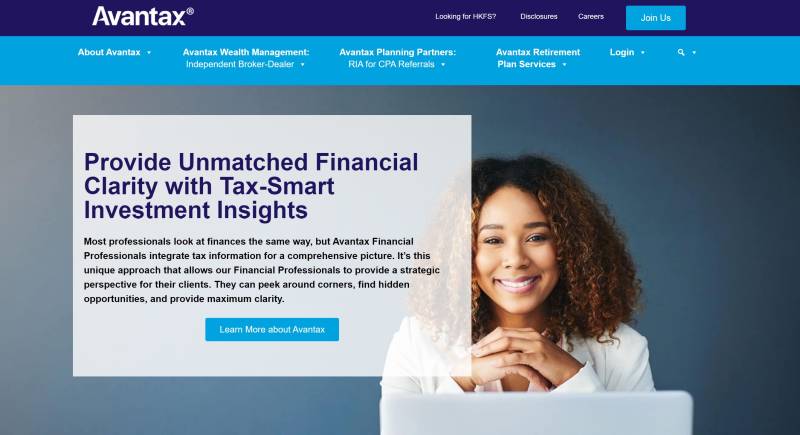 Avantax®
Looking for HKFS?
Disclosures
Careers
Join Us
About Avantax
Avantax Wealth Management:
Independent Broker-Dealer
Avantax Planning Partners:
RIA for CPA Referrals
Avantax Retirement
Plan Services
Login
Provide Unmatched Financial
Clarity with Tax-Smart
Investment Insights
Most professionals look at finances the same way, but Avantax Financial
Professionals integrate tax information for a comprehensive picture. It's this
unique approach that allows our Financial Professionals to provide a strategic
perspective for their clients. They can peek around corners, find hidden
opportunities, and provide maximum clarity.
Learn More about Avantax